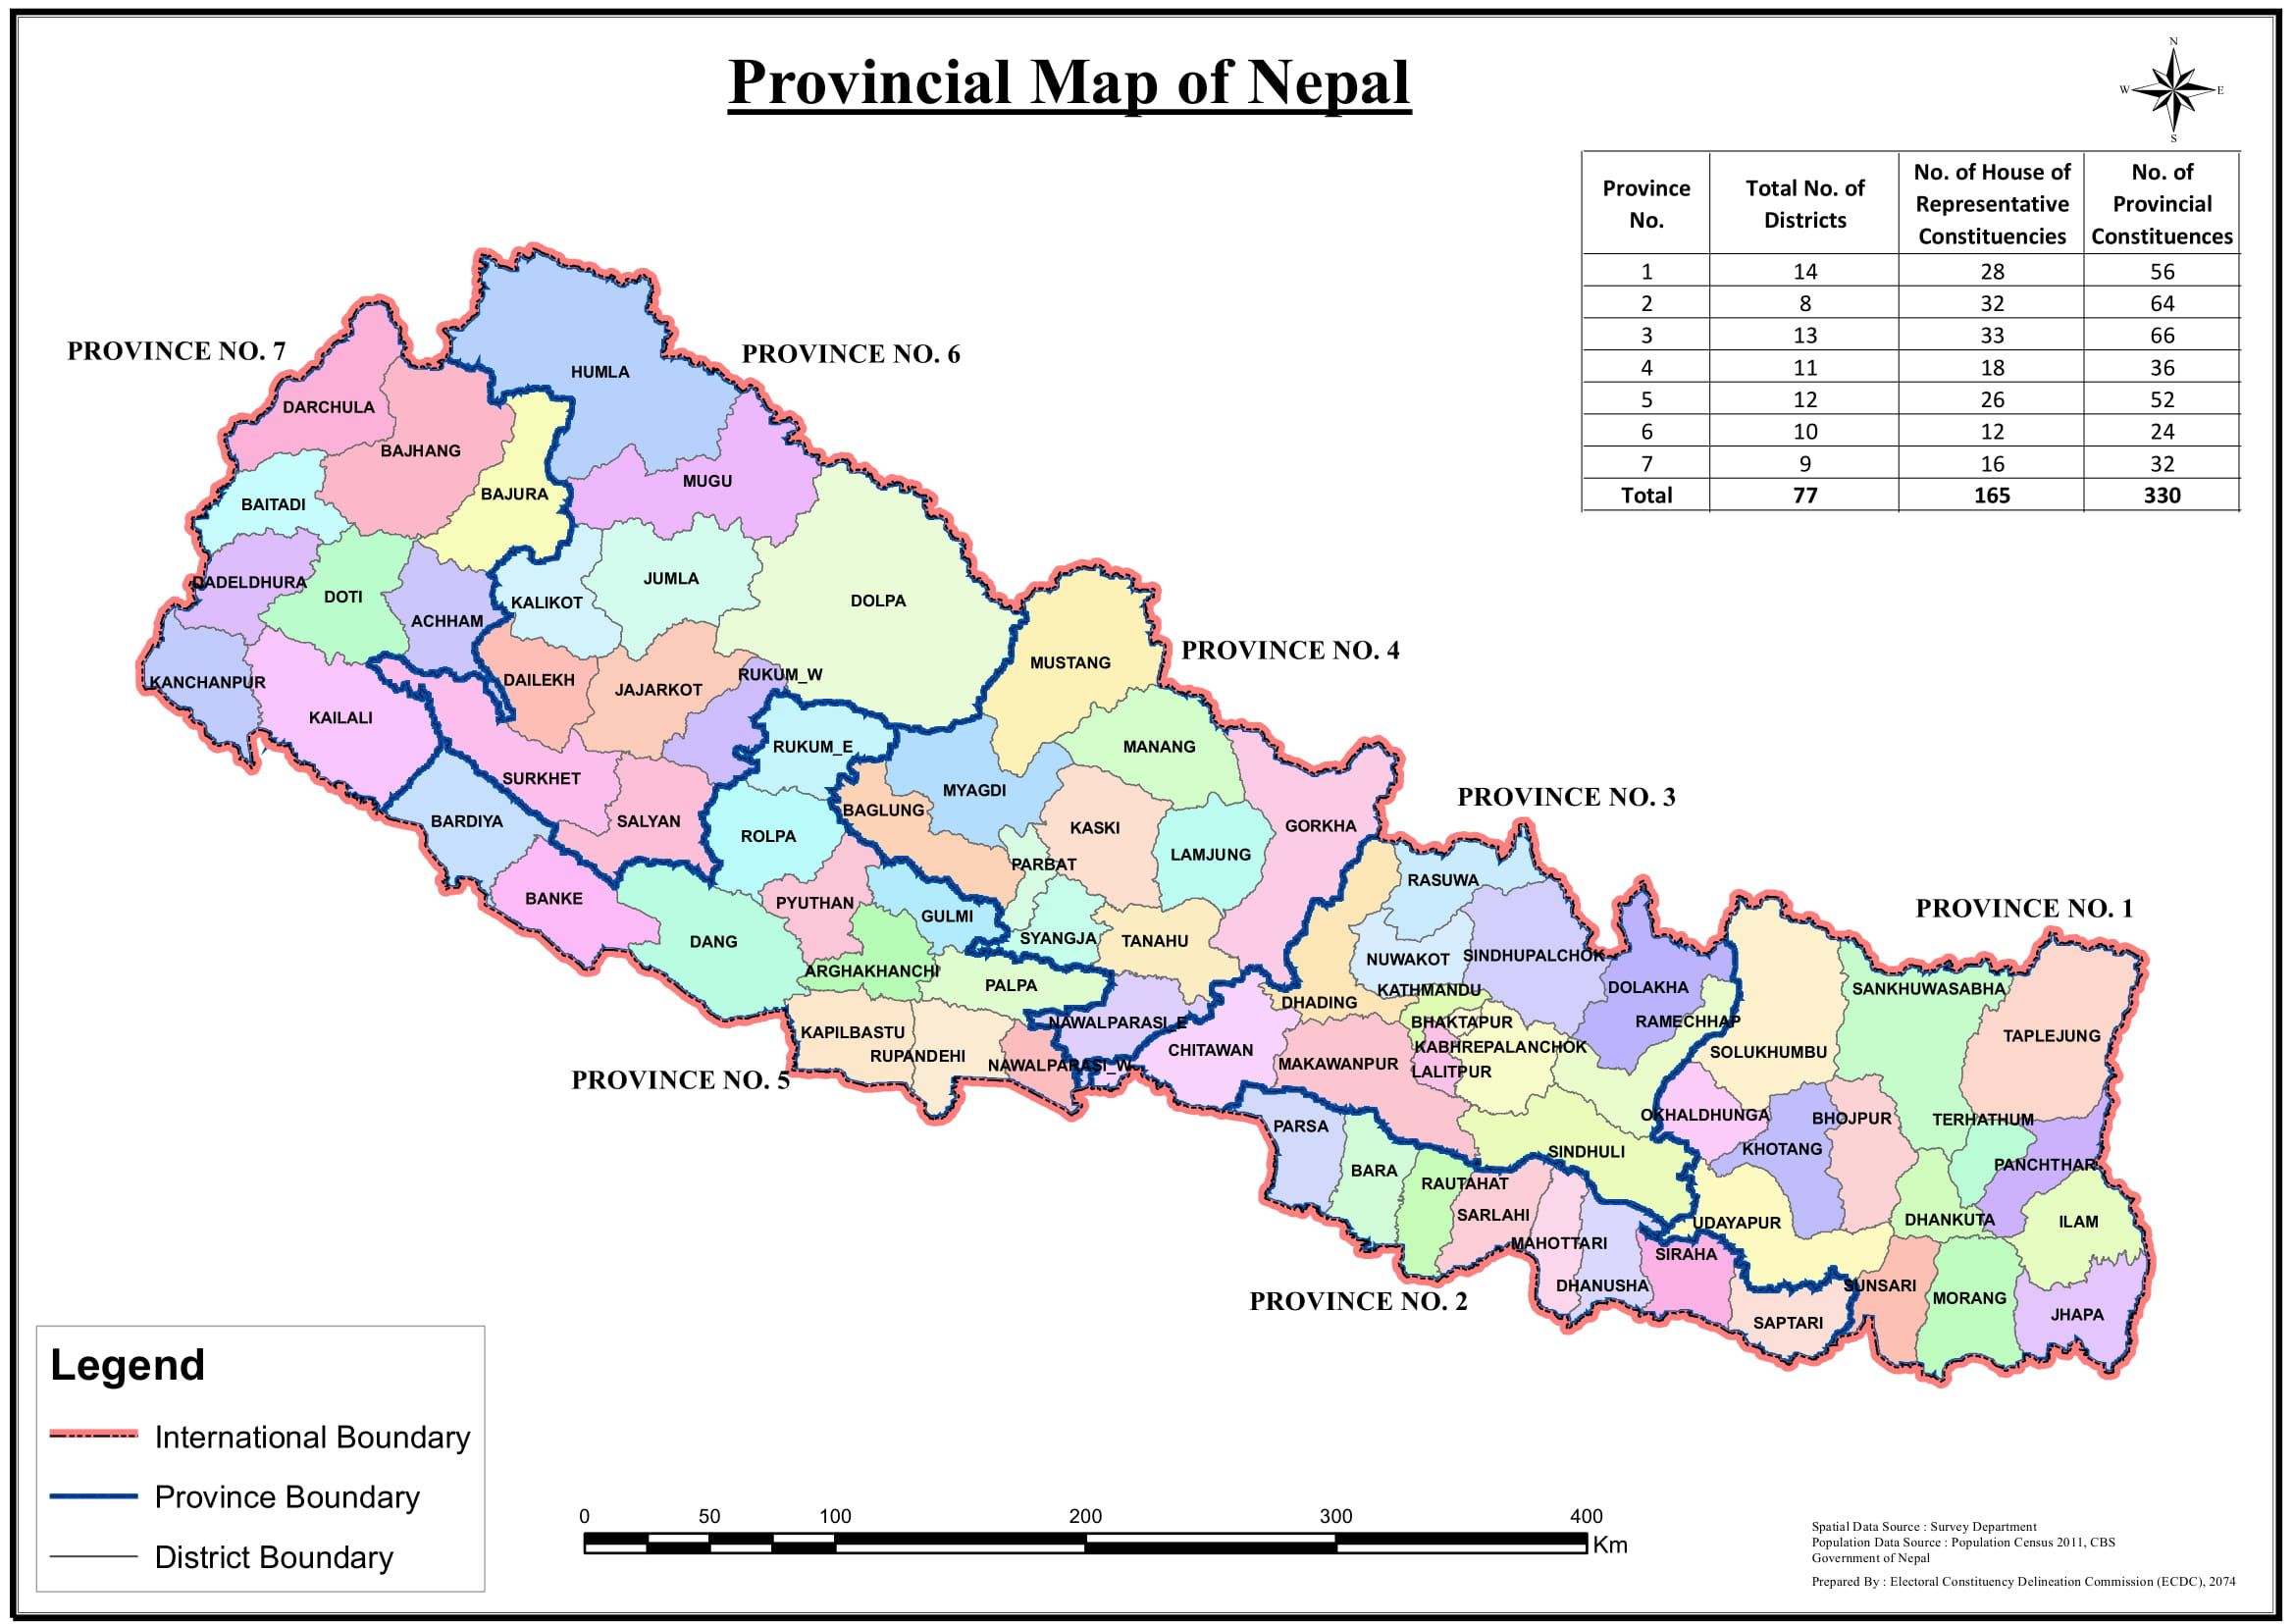 Provincial Map of Nepal
N
W E
S
Province No. Total No. of Districts No. of House of Representative Constituencies No. of Provincial Constituences
1 14 28 56
2 8 32 64
3 13 33 66
4 11 18 36
5 12 26 52
6 10 12 24
7 9 16 32
Total 77 165 330
PROVINCE NO. 7
PROVINCE NO. 6
HUMLA
DARCHULA
BAJHANG
MUGU
BAJURA
BAITADI
JUMLA
DADELDHURA
DOTI
DOLPA
KALIKOT
ACHHAM
PROVINCE NO. 4
MUSTANG
RUKUM_W
DAILEKH
KANCHANPUR
JAJARKOT
KAILALI
RUKUM_E
MANANG
SURKHET
MYAGDI
PROVINCE NO. 3
BAGLUNG
BARDIYA
SALYAN
GORKHA
KASKI
ROLPA
LAMJUNG
PARBAT
RASUWA
BANKE
PYUTHAN
PROVINCE NO. 1
GULMI
SYANGJA
DANG
TANAHU
SINDHUPALCHOK
NUWAKOT
ARGHAKHANCHI
PALPA
DOLAKHA
SANKHUWASABHA
KATHMANDU
DHADING
NAWALPARASI_E
BHAKTAPUR
RAMECHHAP
KAPILBASTU
TAPLEJUNG
KABHREPALANCHOK
CHITAWAN
SOLUKHUMBU
RUPANDEHI
NAWALPARASI_W
MAKAWANPUR
LALITPUR
PROVINCE NO. 5
OKHALDHUNGA
BHOJPUR
TERHATHUM
PARSA
KHOTANG
SINDHULI
PANCHTHAR
BARA
RAUTAHAT
SARLAHI
DHANKUTA
UDAYAPUR
ILAM
MAHOTTARI
SIRAHA
DHANUSHA
SUNSARI
PROVINCE NO. 2
MORANG
JHAPA
SAPTARI
Legend
International Boundary
Province Boundary
District Boundary
0 50 100 200 300 400
Km
Spatial Data Source : Survey Department
Population Data Source : Population Census 2011, CBS
Government of Nepal
Prepared By : Electoral Constituency Delineation Commission (ECDC), 2074